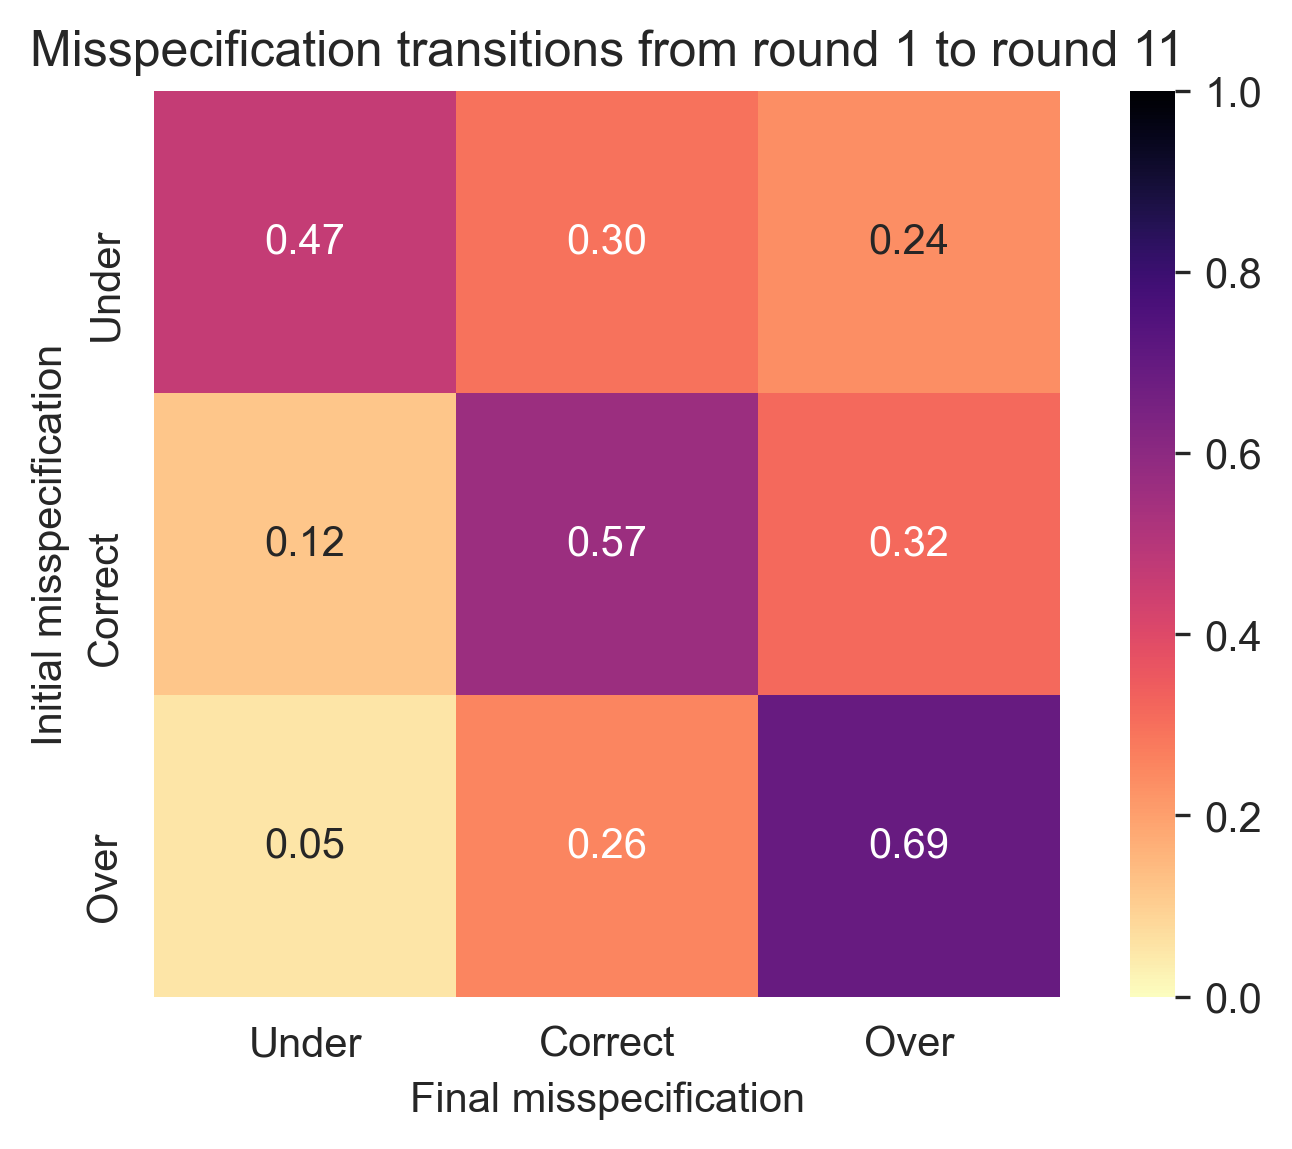 Misspecification transitions from round 1 to round 11
Initial misspecification
Under
Correct
Over
0.47 0.30 0.24
0.12 0.57 0.32
0.05 0.26 0.69
Under Correct Over
Final misspecification
1.0
0.8
0.6
0.4
0.2
0.0